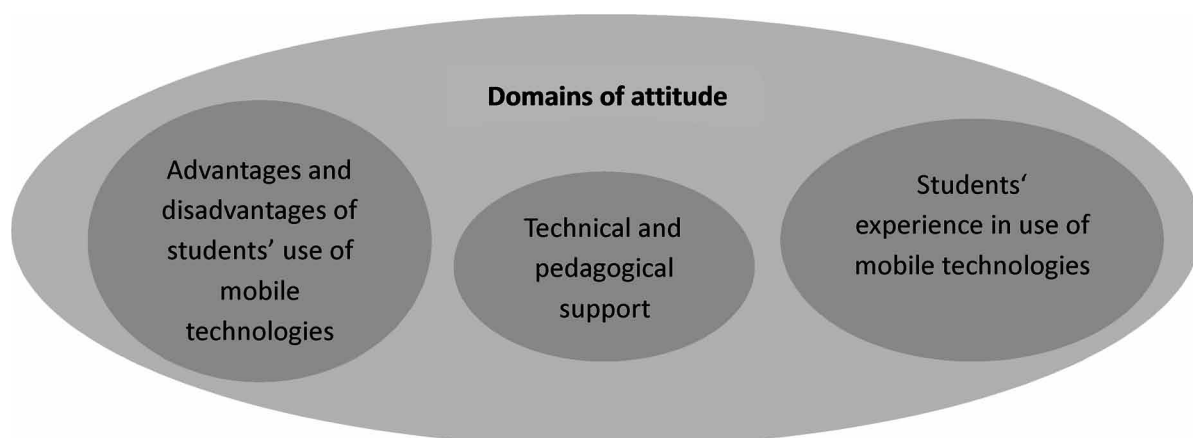 Domains of attitude
Advantages and
disadvantages of
students’ use of
mobile
technologies
Technical and
pedagogical
support
Students‘
experience in use of
mobile technologies